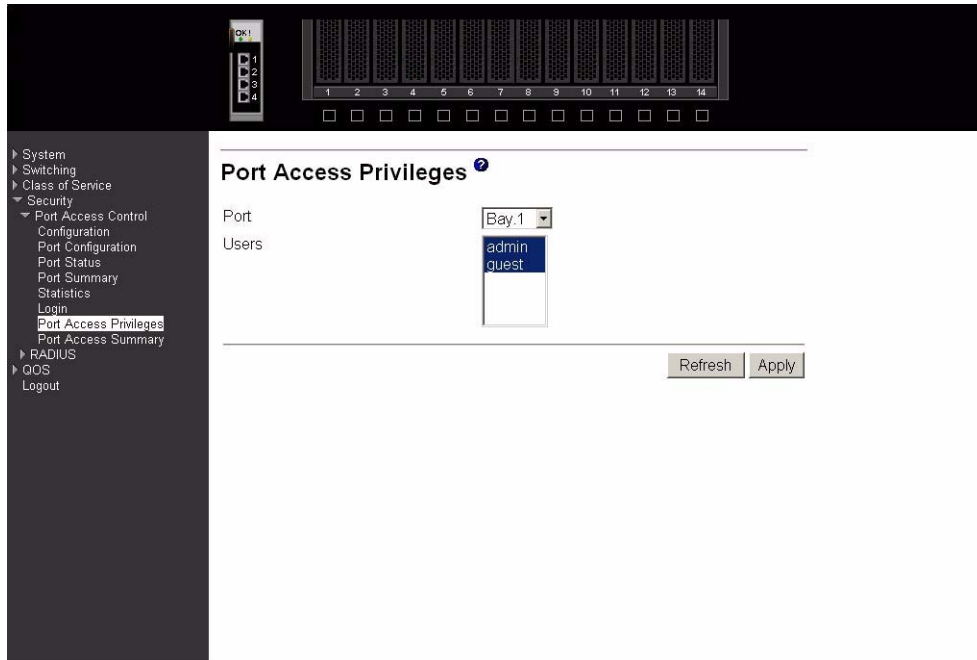 OK!
1
2
3
4
1 2 3 4 5 6 7 8 9 10 11 12 13 14
System
Switching
Class of Service
Security
Port Access Control
Configuration
Port Configuration
Port Status
Port Summary
Statistics
Login
Port Access Privileges
Port Access Summary
RADIUS
QOS
Logout
Port Access Privileges ?
Port Bay.1
Users admin
guest
Refresh Apply